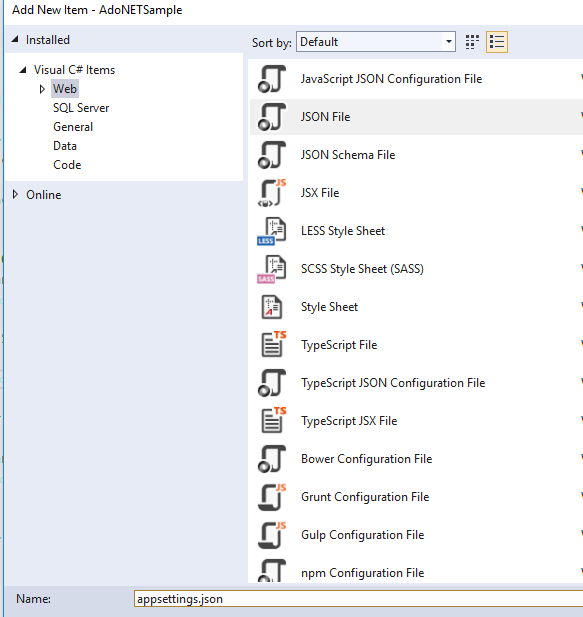 Add New Item - AdoNETSample
Installed
Sort by: Default
Visual C# Items
Web
SQL Server
General
Data
Code
Online
JavaScript JSON Configuration File
JSON File
JSON Schema File
JS
JSX File
LESS
LESS Style Sheet
SASS
SCSS Style Sheet (SASS)
Style Sheet
TS
TypeScript File
TypeScript JSON Configuration File
TS
TypeScript JSX File
Bower Configuration File
JS
Grunt Configuration File
JS
Gulp Configuration File
npm Configuration File
Name: appsettings.json